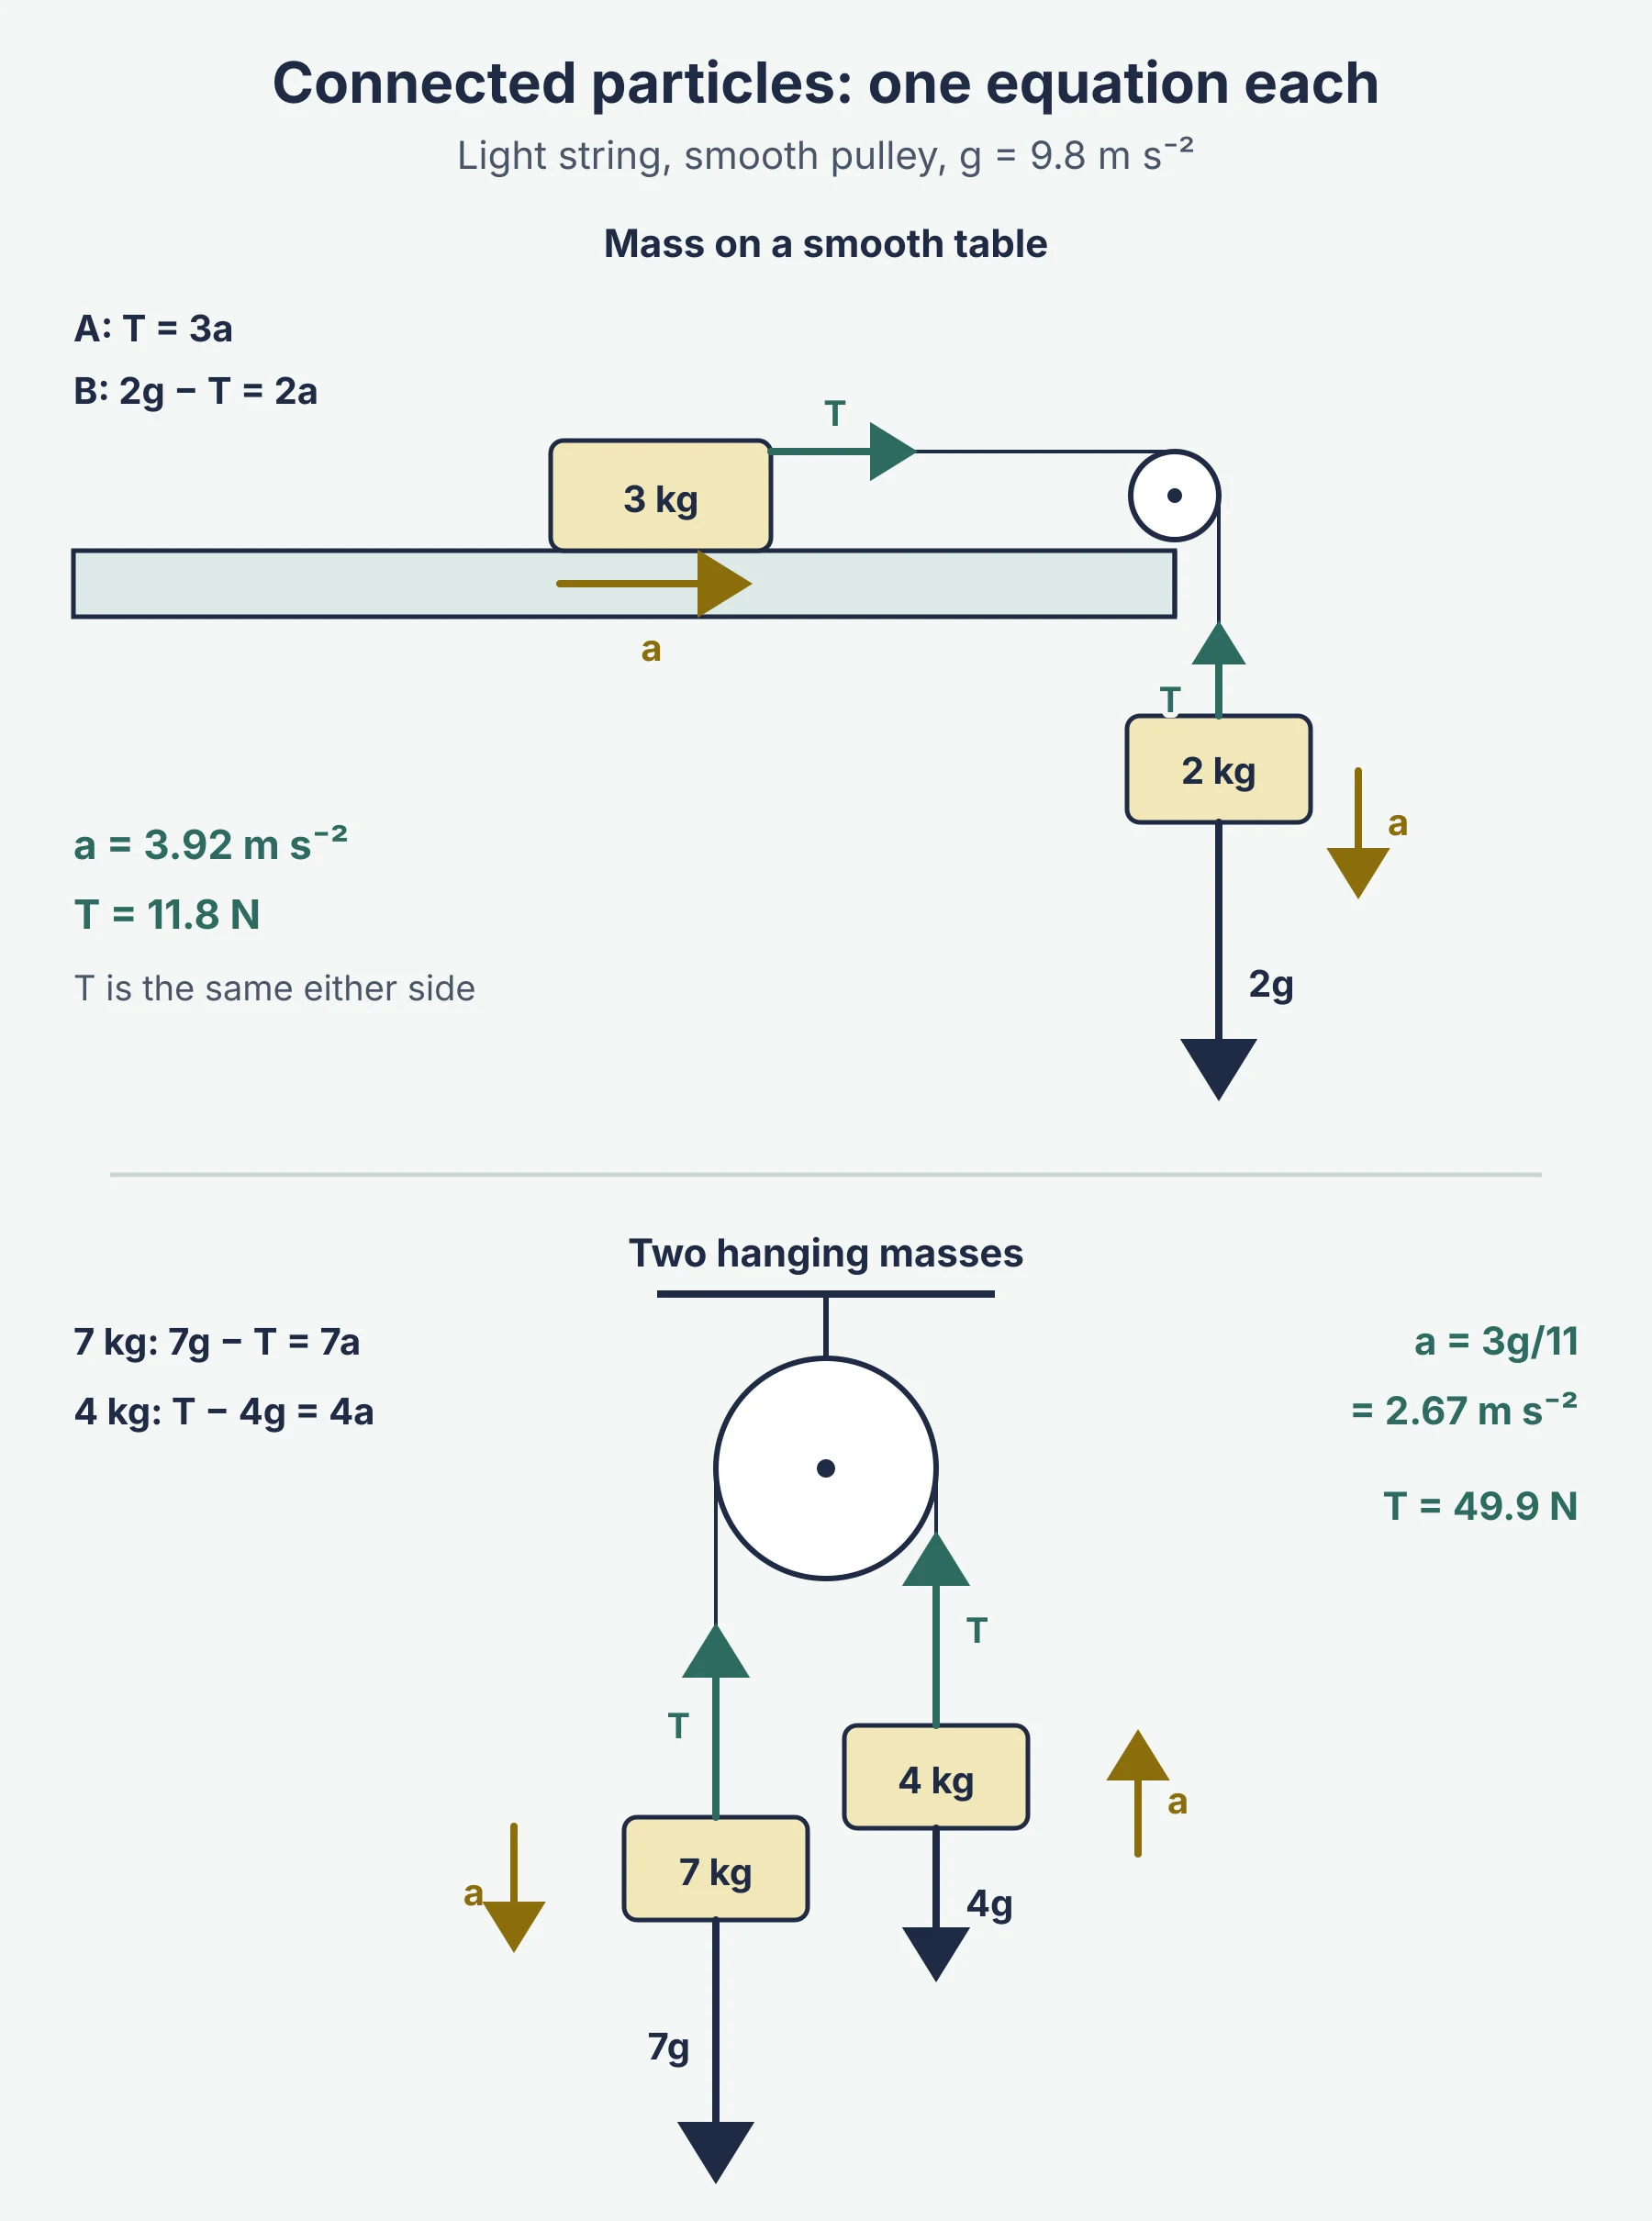 Connected particles: one equation each
Light string, smooth pulley, g = 9.8 m s⁻²
Mass on a smooth table
A: T = 3a
B: 2g − T = 2a
T
3 kg
a
T
2 kg
a
a = 3.92 m s⁻²
T = 11.8 N
T is the same either side
2g
Two hanging masses
7 kg: 7g − T = 7a
4 kg: T − 4g = 4a
a = 3g/11
= 2.67 m s⁻²
T = 49.9 N
T
T
4 kg
a
7 kg
a
4g
7g